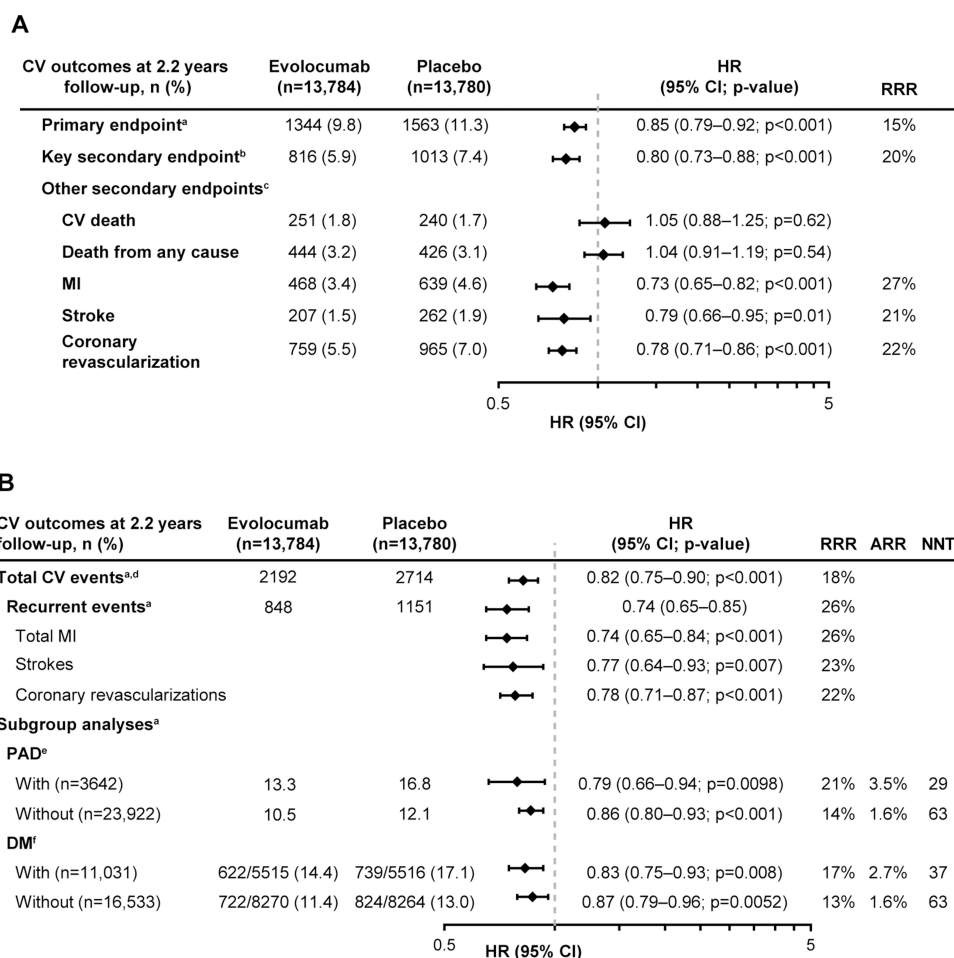 A
CV outcomes at 2.2 years Evolocumab Placebo HR
follow-up, n (%) (n=13,784) (n=13,780) (95% CI; p-value) RRR
Primary endpointᵃ 1344 (9.8) 1563 (11.3) 0.85 (0.79–0.92; p<0.001) 15%
Key secondary endpointᵇ 816 (5.9) 1013 (7.4) 0.80 (0.73–0.88; p<0.001) 20%
Other secondary endpointsᶜ
CV death 251 (1.8) 240 (1.7) 1.05 (0.88–1.25; p=0.62)
Death from any cause 444 (3.2) 426 (3.1) 1.04 (0.91–1.19; p=0.54)
MI 468 (3.4) 639 (4.6) 0.73 (0.65–0.82; p<0.001) 27%
Stroke 207 (1.5) 262 (1.9) 0.79 (0.66–0.95; p=0.01) 21%
Coronary
revascularization 759 (5.5) 965 (7.0) 0.78 (0.71–0.86; p<0.001) 22%
0.5 5
HR (95% CI)
B
CV outcomes at 2.2 years Evolocumab Placebo HR
follow-up, n (%) (n=13,784) (n=13,780) (95% CI; p-value) RRR ARR NNT
Total CV eventsᵃ,ᵈ 2192 2714 0.82 (0.75–0.90; p<0.001) 18%
Recurrent eventsᵃ 848 1151 0.74 (0.65–0.85) 26%
Total MI 0.74 (0.65–0.84; p<0.001) 26%
Strokes 0.77 (0.64–0.93; p=0.007) 23%
Coronary revascularizations 0.78 (0.71–0.87; p<0.001) 22%
Subgroup analysesᵃ
PADᵉ
With (n=3642) 13.3 16.8 0.79 (0.66–0.94; p=0.0098) 21% 3.5% 29
Without (n=23,922) 10.5 12.1 0.86 (0.80–0.93; p<0.001) 14% 1.6% 63
DMᶠ
With (n=11,031) 622/5515 (14.4) 739/5516 (17.1) 0.83 (0.75–0.93; p=0.008) 17% 2.7% 37
Without (n=16,533) 722/8270 (11.4) 824/8264 (13.0) 0.87 (0.79–0.96; p=0.0052) 13% 1.6% 63
0.5 5
HR (95% CI)